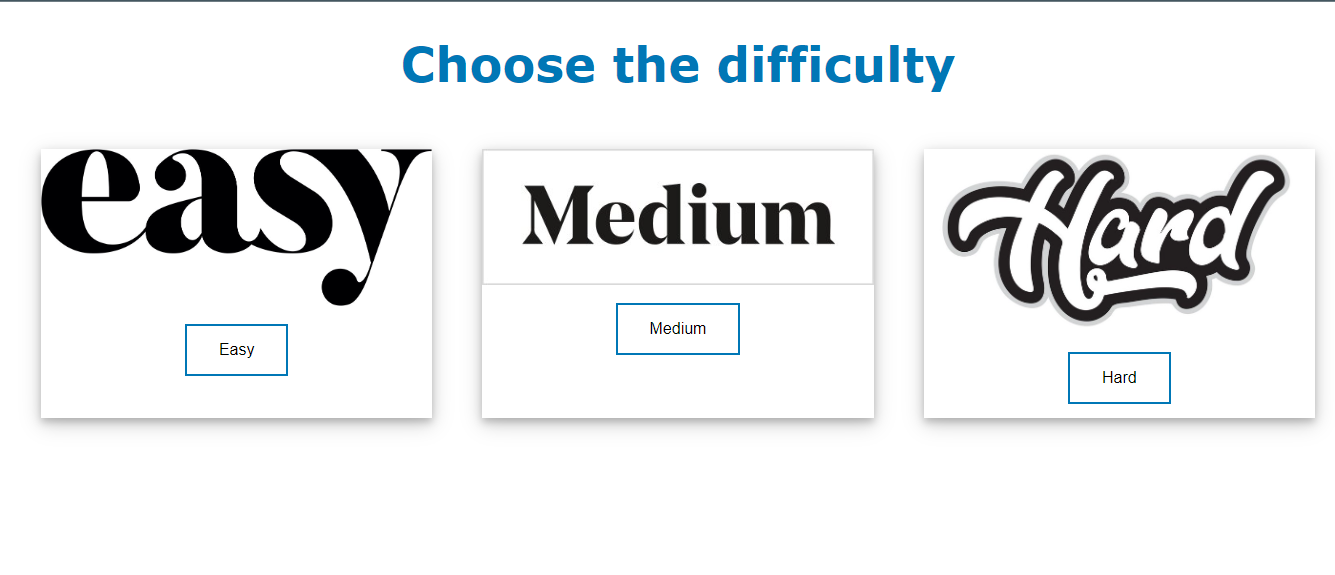 Choose the difficulty
easy
Easy
Medium
Medium
Hard
Hard